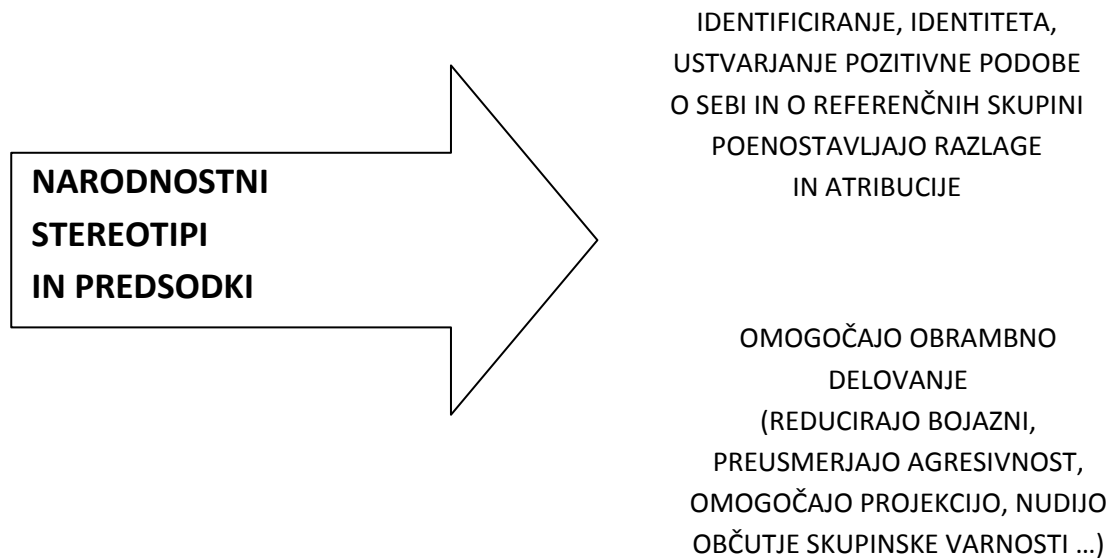 NARODNOSTNI
STEREOTIPI
IN PREDSODKI
IDENTIFICIRANJE, IDENTITETA,
USTVARJANJE POZITIVNE PODOBE
O SEBI IN O REFERENČNIH SKUPINI
POENOSTAVLJAJO RAZLAGE
IN ATRIBUCIJE
OMOGOČAJO OBRAMBNO
DELOVANJE
(REDUCIRAJO BOJAZNI,
PREUSMERJAJO AGRESIVNOST,
OMOGOČAJO PROJEKCIJO, NUDIJO
OBČUTJE SKUPINSKE VARNOSTI …)